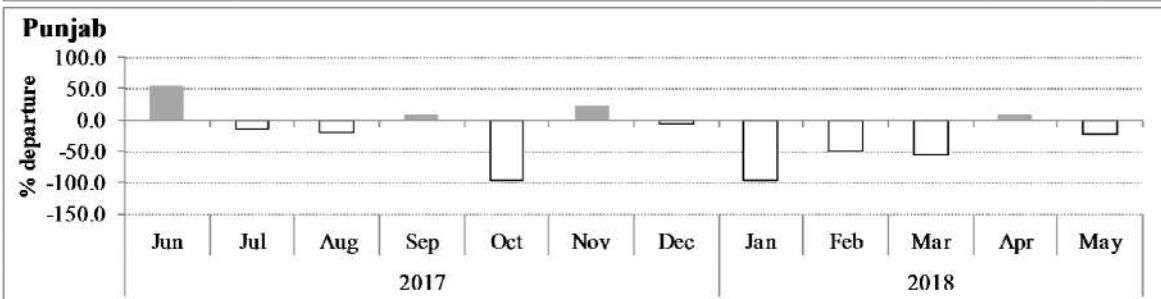 Punjab
% departure
100.0
50.0
0.0
-50.0
-100.0
-150.0
Jun Jul Aug Sep Oct Nov Dec Jan Feb Mar Apr May
2017 2018